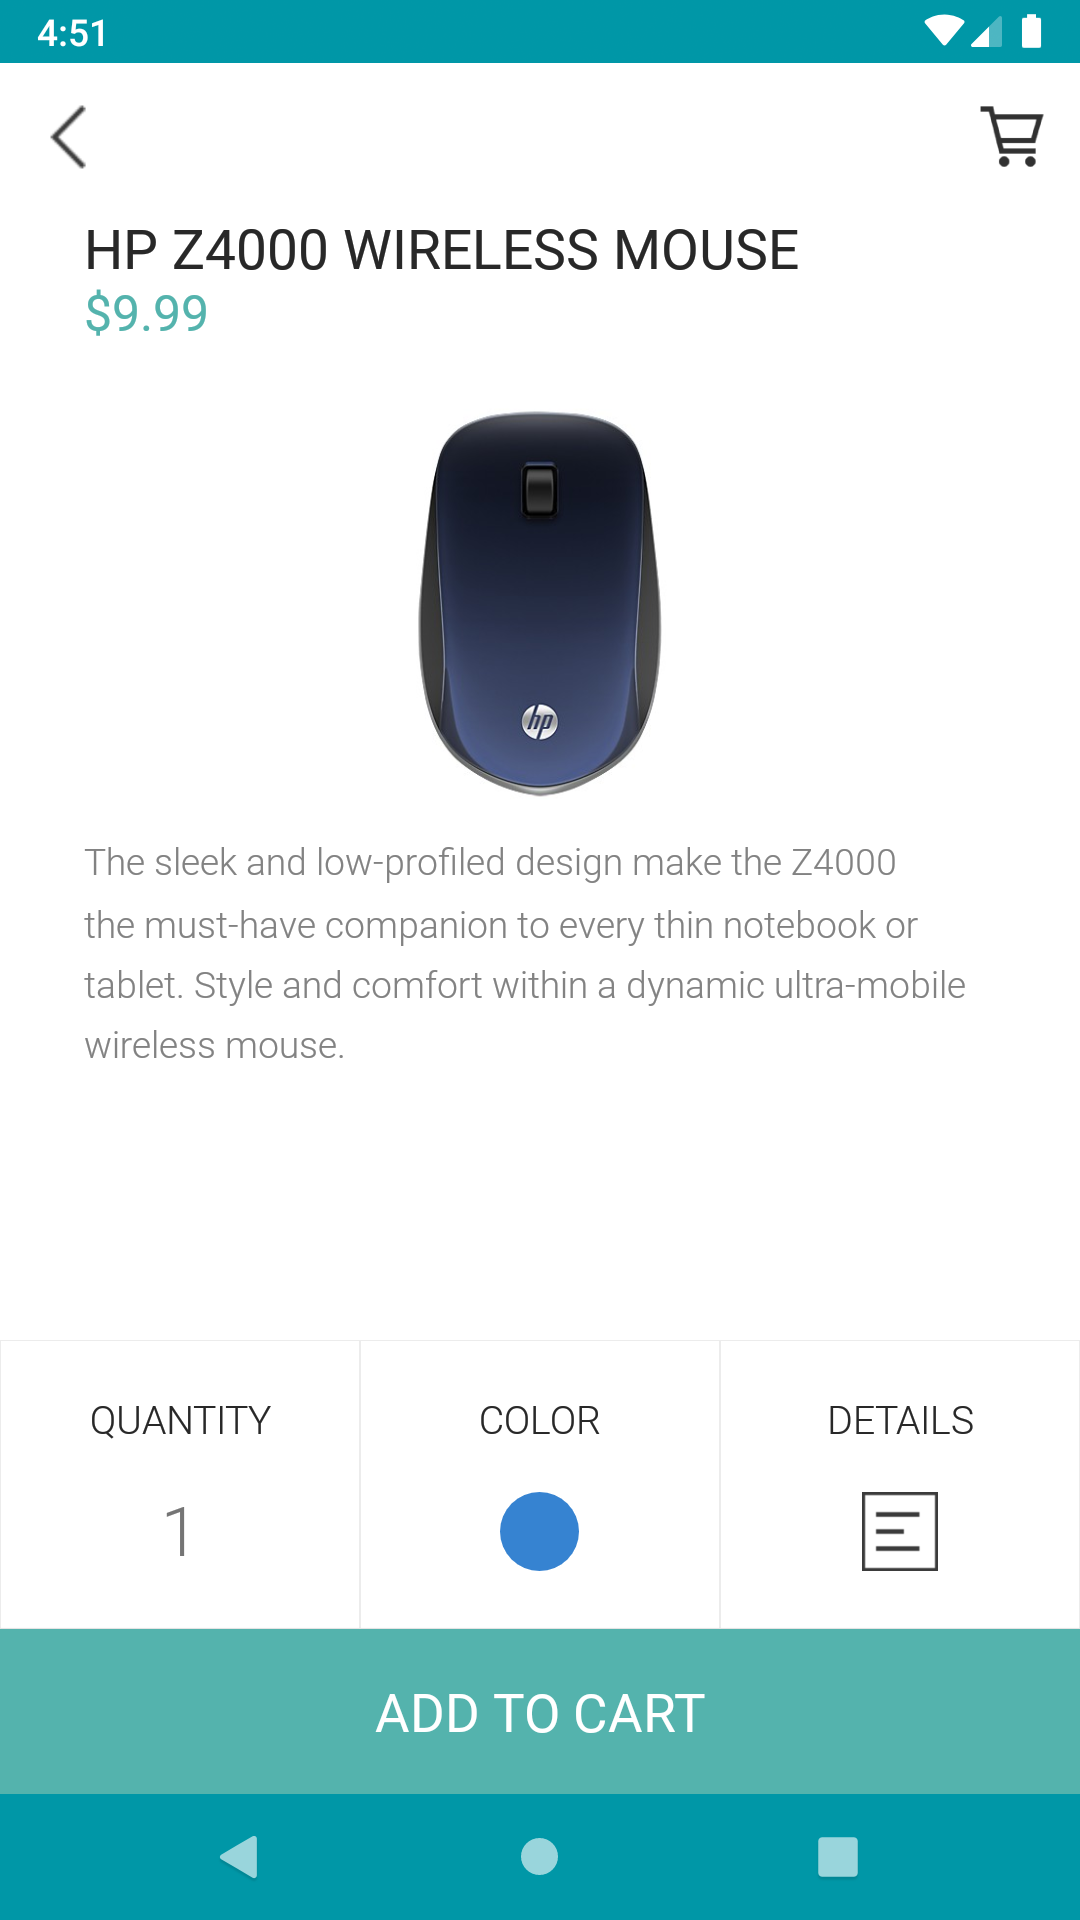 4:51
HP Z4000 WIRELESS MOUSE
$9.99
hp
The sleek and low-profiled design make the Z4000
the must-have companion to every thin notebook or
tablet. Style and comfort within a dynamic ultra-mobile
wireless mouse.
QUANTITY COLOR DETAILS
1
ADD TO CART